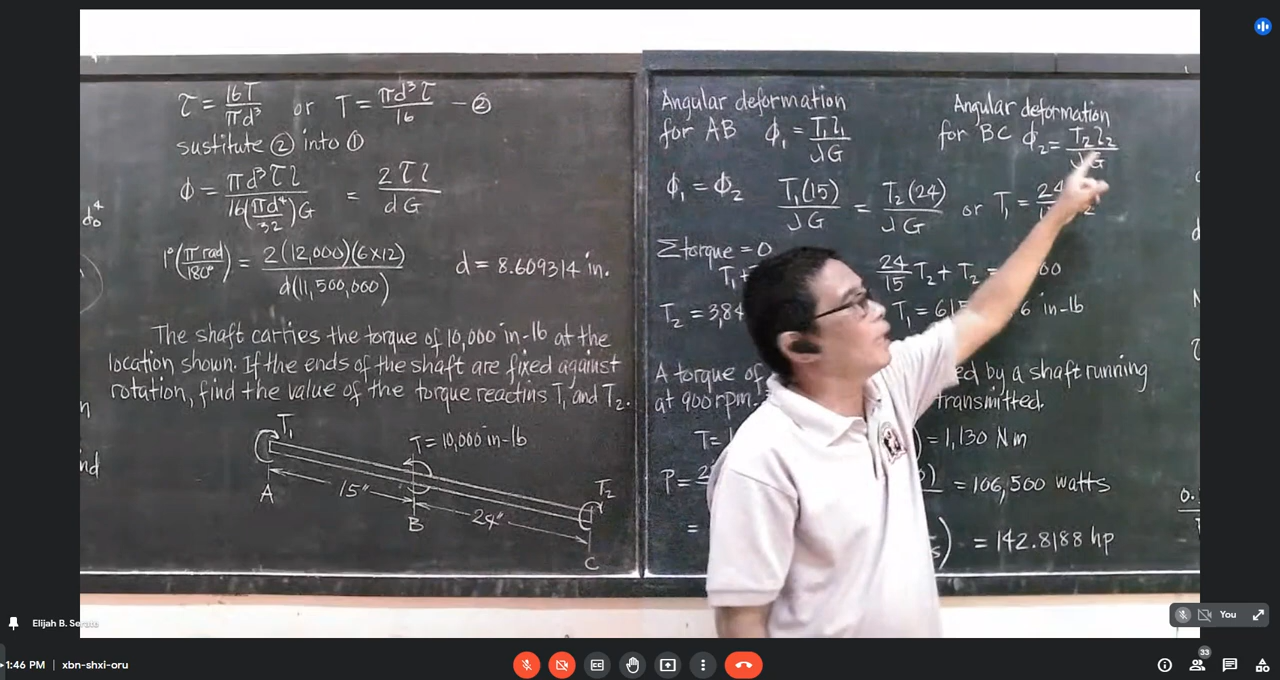 τ = 16T/πd³ or T = πd³τ/16 - ②
sustitute ② into ①
ϕ = πd³τl/16(πd⁴/32)G = 2τl/dG
1°(π rad/180°) = 2(12,000)(6×12)/d(11,500,000) d = 8.609314 in.
The shaft carries the torque of 10,000 in-lb at the
location shown. If the ends of the shaft are fixed against
rotation, find the value of the torque reactins T₁ and T₂.
T₁
T = 10,000 in-lb
T₂
15"
24"
A
B
C
d₀⁴
nd
Angular deformation
for AB ϕ₁ = T₁l₁/JG
Angular deformation
for BC ϕ₂ = T₂l₂/JG
ϕ₁ = ϕ₂ T₁(15)/JG = T₂(24)/JG or T₁ =
Σtorque = 0
24/15 T₂ + T₂ =
T₂ = 3,84 T₁ = 6,15 in-lb
A torque of by a shaft running
at 900 rpm. transmitted.
T = = 1,130 Nm
P = = 106,500 watts
= = 142.8188 hp
Elijah B. Serate
You
1:46 PM | xbn-shxi-oru
33